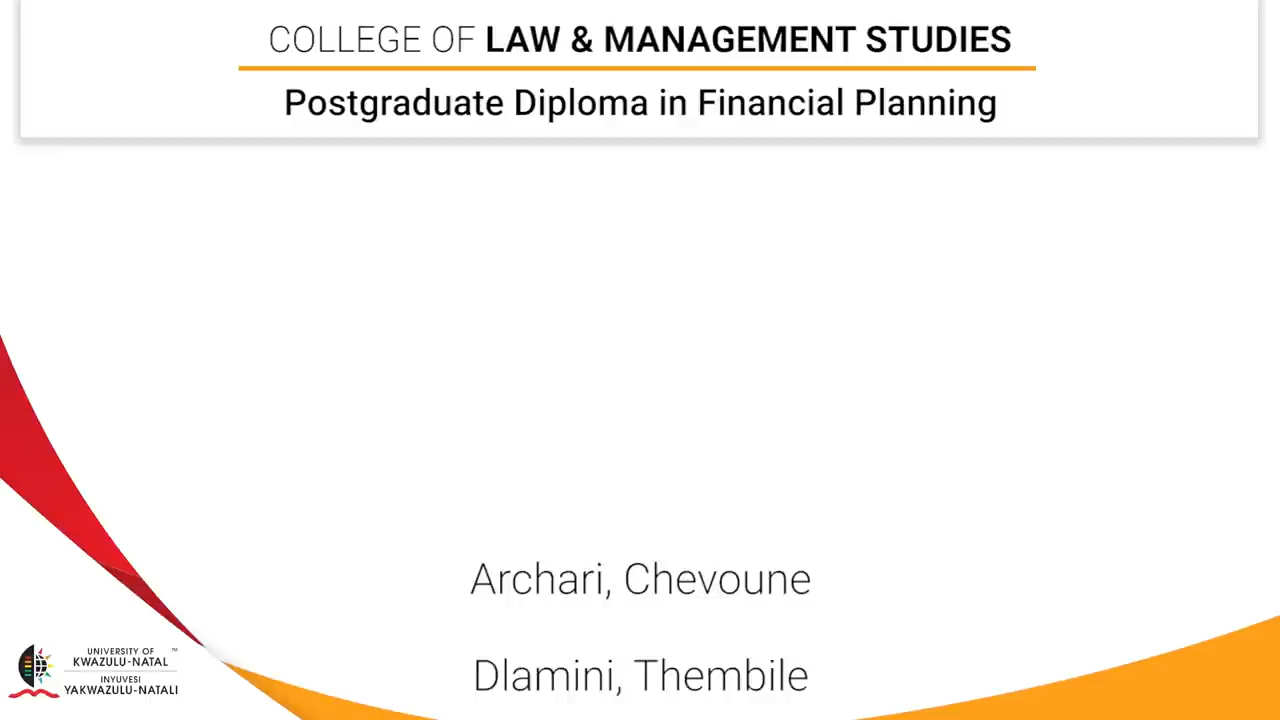 COLLEGE OF LAW & MANAGEMENT STUDIES
Postgraduate Diploma in Financial Planning
Archari, Chevoune
Dlamini, Thembile
UNIVERSITY OF
KWAZULU-NATAL
™
INYUVESI
YAKWAZULU-NATALI